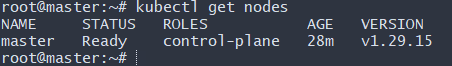 root@master:~# kubectl get nodes
NAME     STATUS   ROLES           AGE   VERSION
master   Ready    control-plane   28m   v1.29.15
root@master:~#